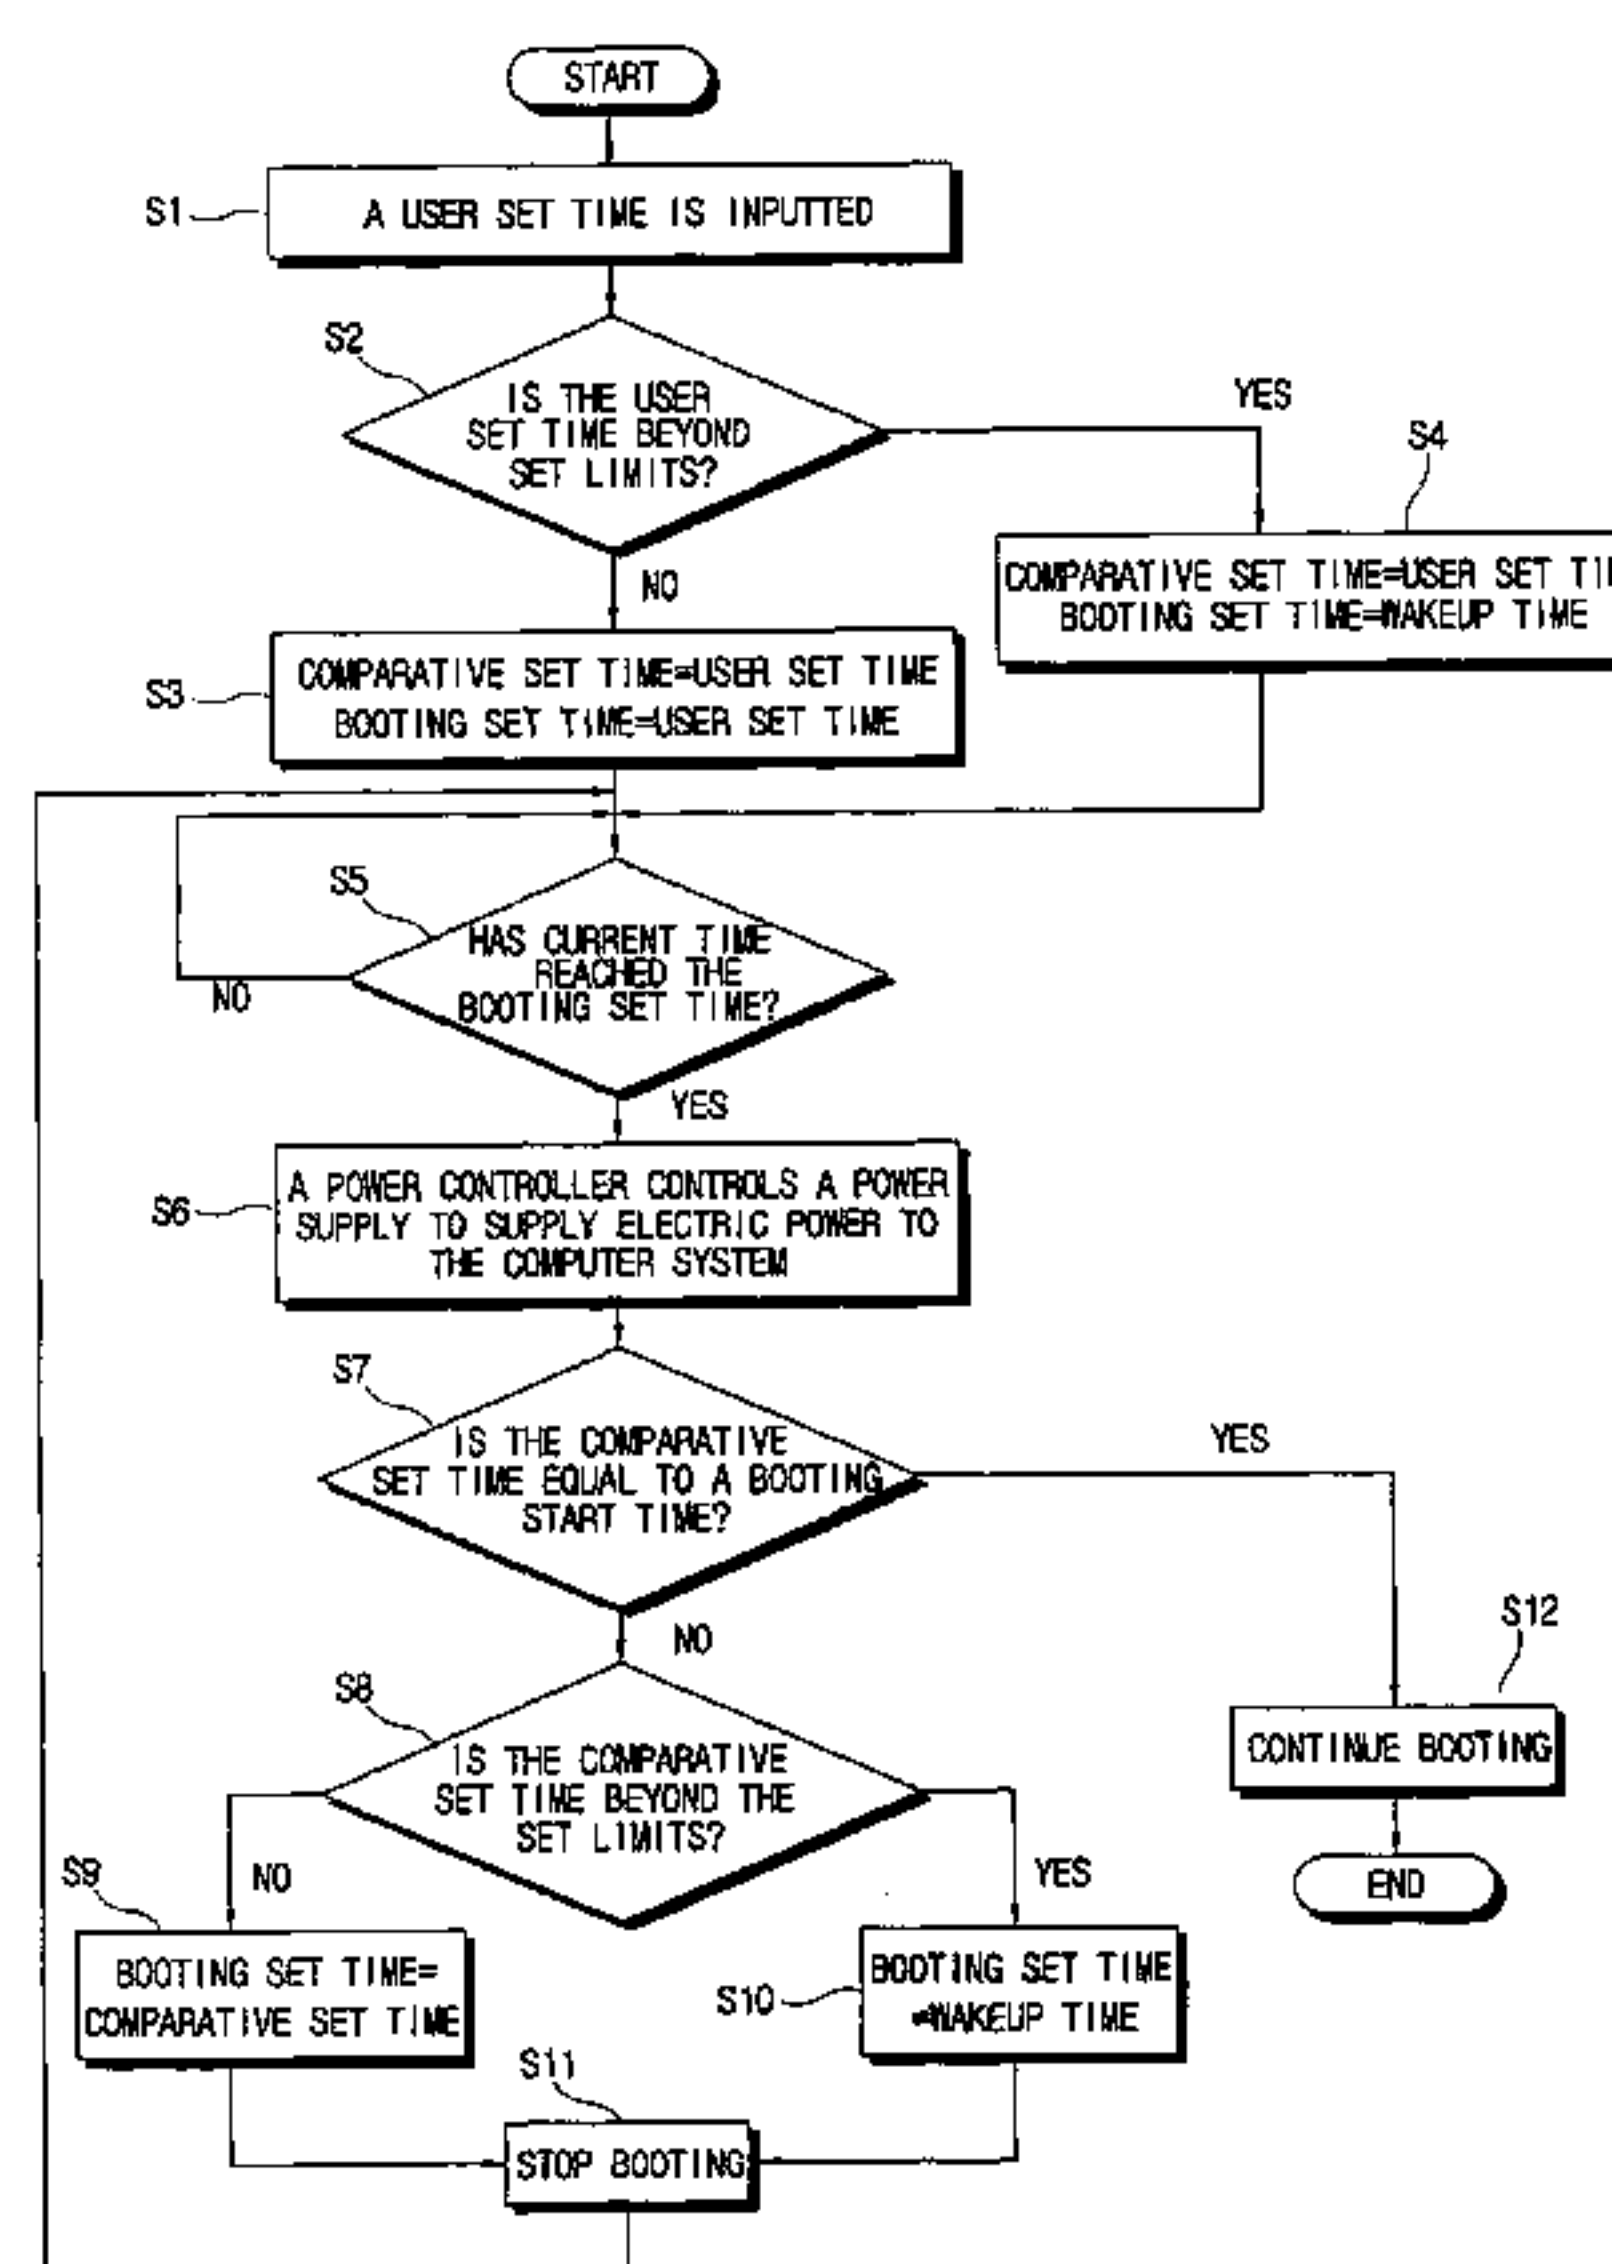 START
S1
A USER SET TIME IS INPUTTED
S2
IS THE USER
SET TIME BEYOND
SET LIMITS?
YES
NO
S4
COMPARATIVE SET TIME=USER SET
BOOTING SET TIME=WAKEUP TIME
S3
COMPARATIVE SET TIME=USER SET TIME
BOOTING SET TIME=USER SET TIME
S5
HAS CURRENT TIME
REACHED THE
BOOTING SET TIME?
NO
YES
S6
A POWER CONTROLLER CONTROLS A POWER
SUPPLY TO SUPPLY ELECTRIC POWER TO
THE COMPUTER SYSTEM
S7
IS THE COMPARATIVE
SET TIME EQUAL TO A BOOTING
START TIME?
YES
NO
S12
CONTINUE BOOTING
END
S8
IS THE COMPARATIVE
SET TIME BEYOND THE
SET LIMITS?
NO
YES
S9
BOOTING SET TIME=
COMPARATIVE SET TIME
S10
BOOTING SET TIME
=WAKEUP TIME
S11
STOP BOOTING